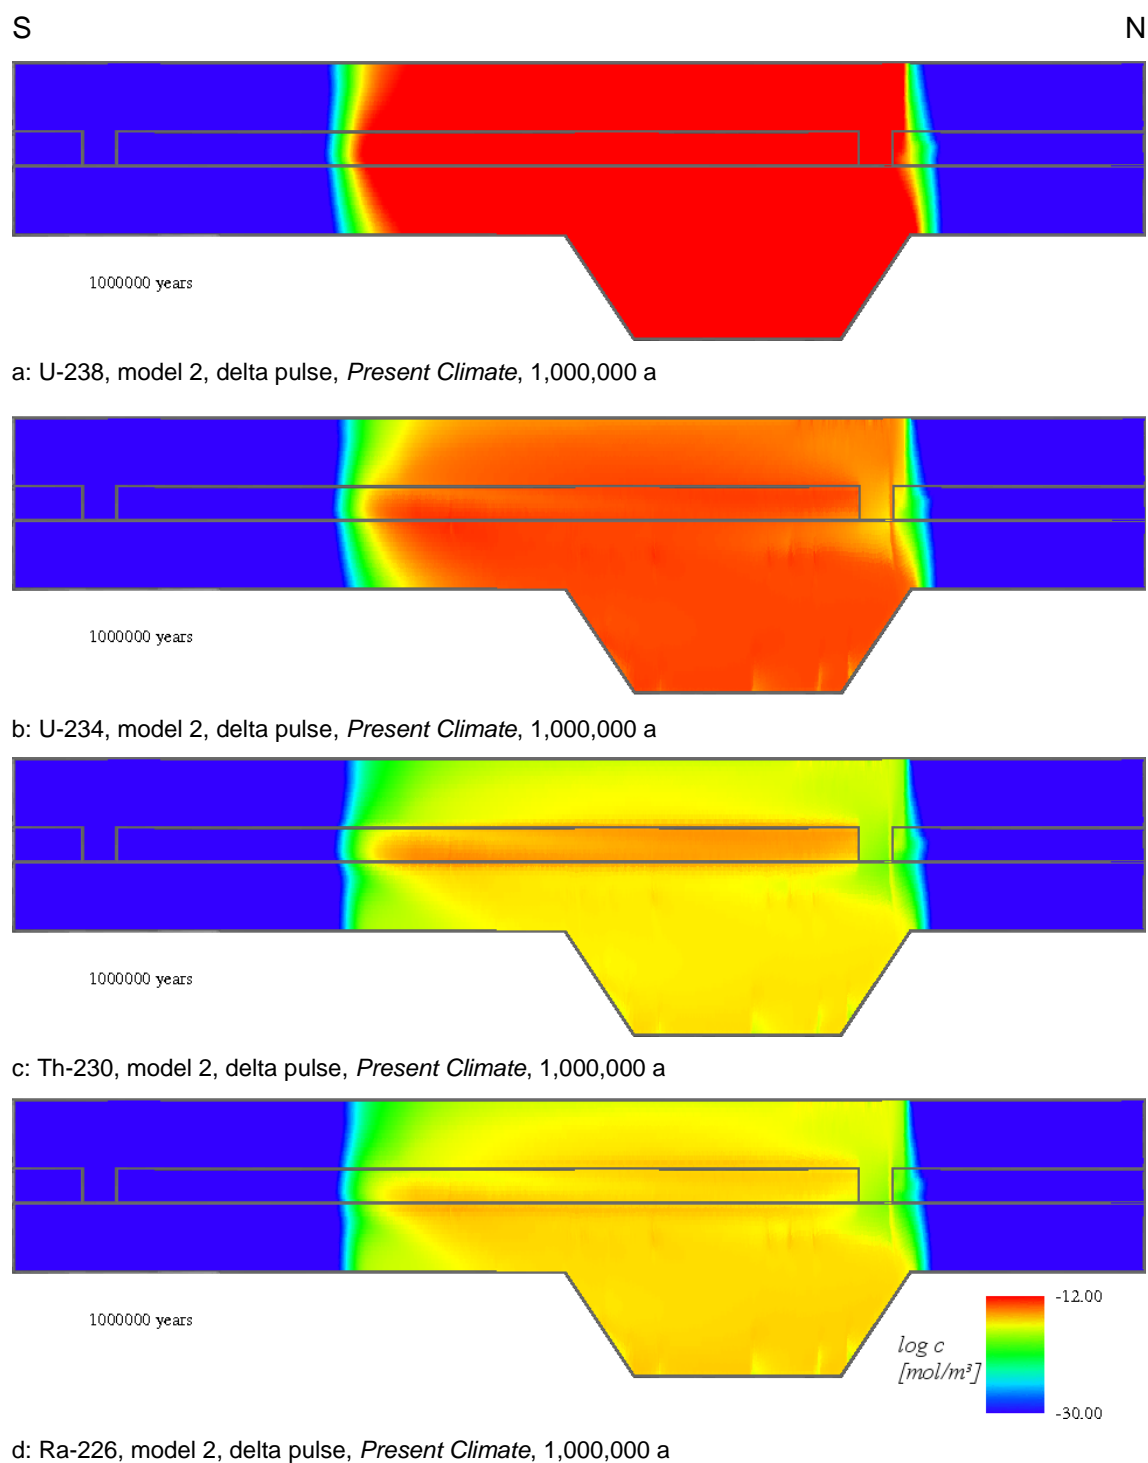 S N
1000000 years
a: U-238, model 2, delta pulse, Present Climate, 1,000,000 a
1000000 years
b: U-234, model 2, delta pulse, Present Climate, 1,000,000 a
1000000 years
c: Th-230, model 2, delta pulse, Present Climate, 1,000,000 a
-12.00
1000000 years
log c
[mol/m³]
-30.00
d: Ra-226, model 2, delta pulse, Present Climate, 1,000,000 a